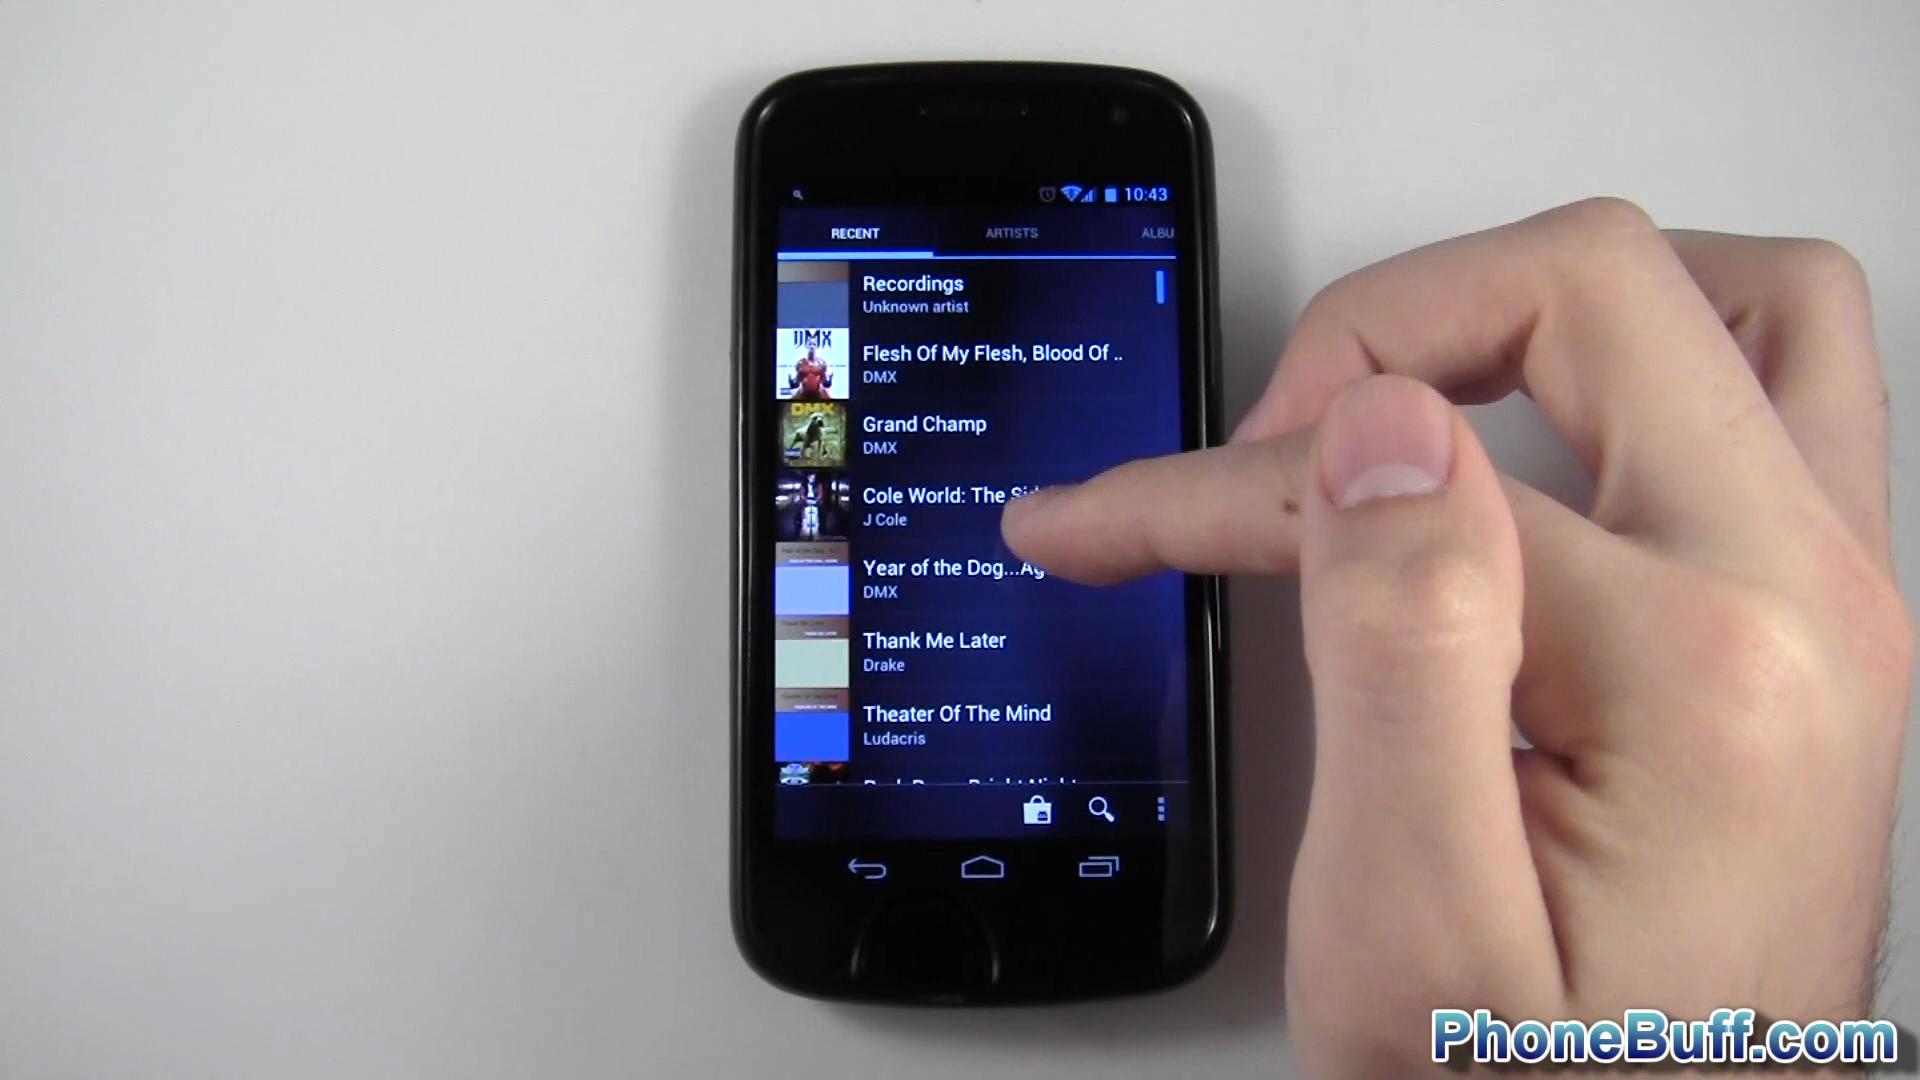 10:43
RECENT ARTISTS ALBU
Recordings
Unknown artist
DMX
Flesh Of My Flesh, Blood Of ..
DMX
DMX
Grand Champ
DMX
Cole World: The
J Cole
Year of the Dog...Ag
DMX
Thank Me Later
Drake
Theater Of The Mind
Ludacris
PhoneBuff.com